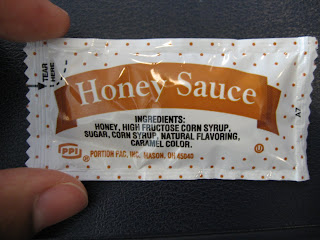 TEAR
HERE
Honey Sauce
INGREDIENTS:
HONEY, HIGH FRUCTOSE CORN SYRUP,
SUGAR, CORN SYRUP, NATURAL FLAVORING,
CARAMEL COLOR.
PPI ® PORTION PAC, INC. MASON, OH 45040
A7